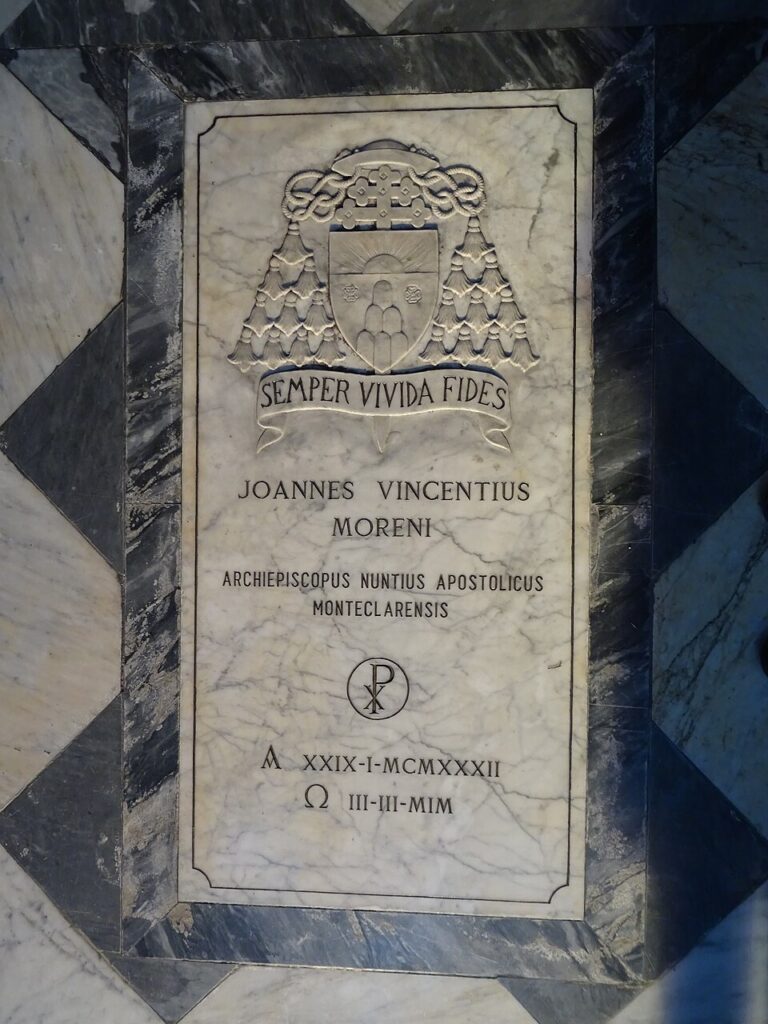 SEMPER VIVIDA FIDES
JOANNES VINCENTIUS
MORENI
ARCHIEPISCOPUS NUNTIUS APOSTOLICUS
MONTECLARENSIS
A XXIX-I-MCMXXXII
Ω III-III-MIM